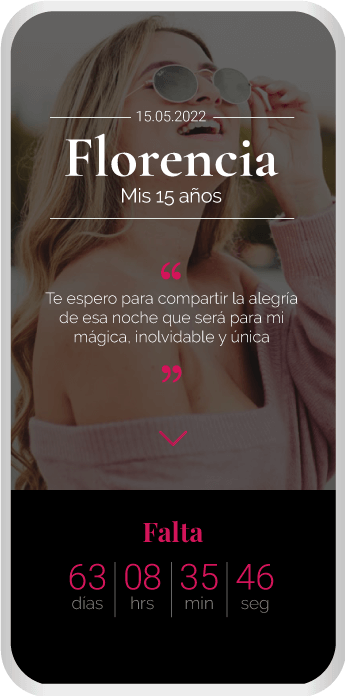 15.05.2022
Florencia
Mis 15 años
“
Te espero para compartir la alegría
de esa noche que será para mi
mágica, inolvidable y única
”
Falta
63 08 35 46
días hrs min seg